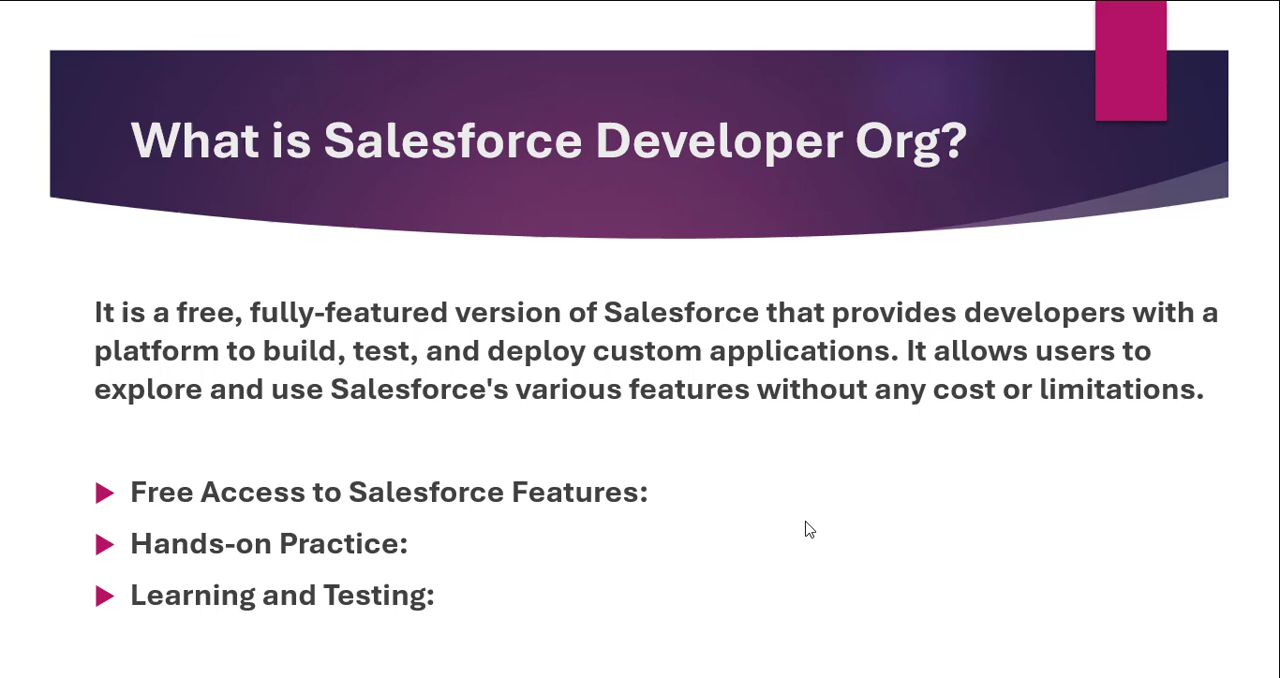 What is Salesforce Developer Org?
It is a free, fully-featured version of Salesforce that provides developers with a
platform to build, test, and deploy custom applications. It allows users to
explore and use Salesforce's various features without any cost or limitations.
Free Access to Salesforce Features:
Hands-on Practice:
Learning and Testing: